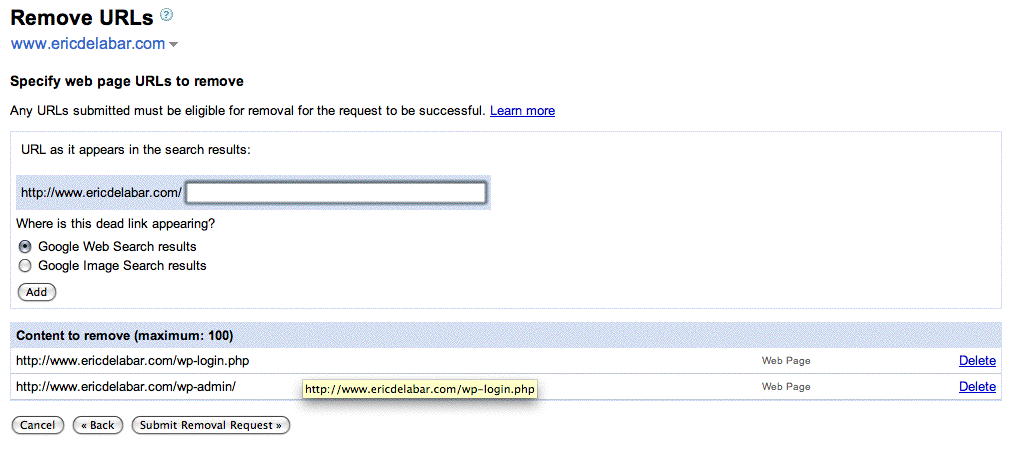 Remove URLs ?
www.ericdelabar.com
Specify web page URLs to remove
Any URLs submitted must be eligible for removal for the request to be successful. Learn more
URL as it appears in the search results:
http://www.ericdelabar.com/
Where is this dead link appearing?
Google Web Search results
Google Image Search results
Add
Content to remove (maximum: 100)
http://www.ericdelabar.com/wp-login.php Web Page Delete
http://www.ericdelabar.com/wp-admin/ Web Page Delete
http://www.ericdelabar.com/wp-login.php
Cancel « Back Submit Removal Request »